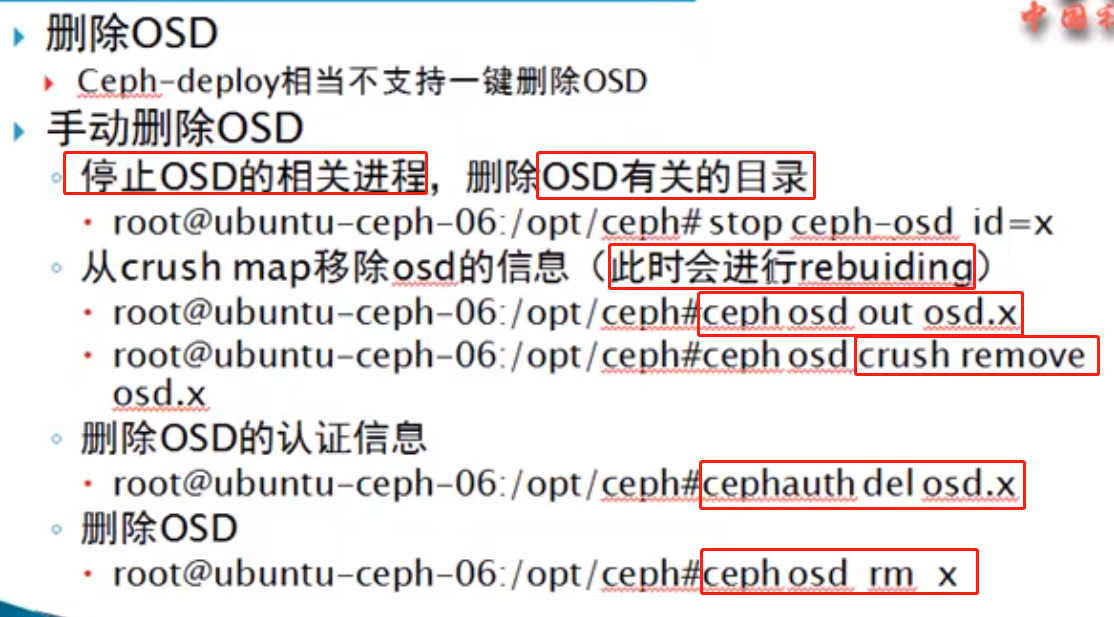 中国
删除OSD
Ceph-deploy相当不支持一键删除OSD
手动删除OSD
停止OSD的相关进程，删除OSD有关的目录
root@ubuntu-ceph-06:/opt/ceph# stop ceph-osd id=x
从crush map移除osd的信息（此时会进行rebuiding）
root@ubuntu-ceph-06:/opt/ceph#ceph osd out osd.x
root@ubuntu-ceph-06:/opt/ceph#ceph osd crush remove
osd.x
删除OSD的认证信息
root@ubuntu-ceph-06:/opt/ceph#cephauth del osd.x
删除OSD
root@ubuntu-ceph-06:/opt/ceph#ceph osd rm x